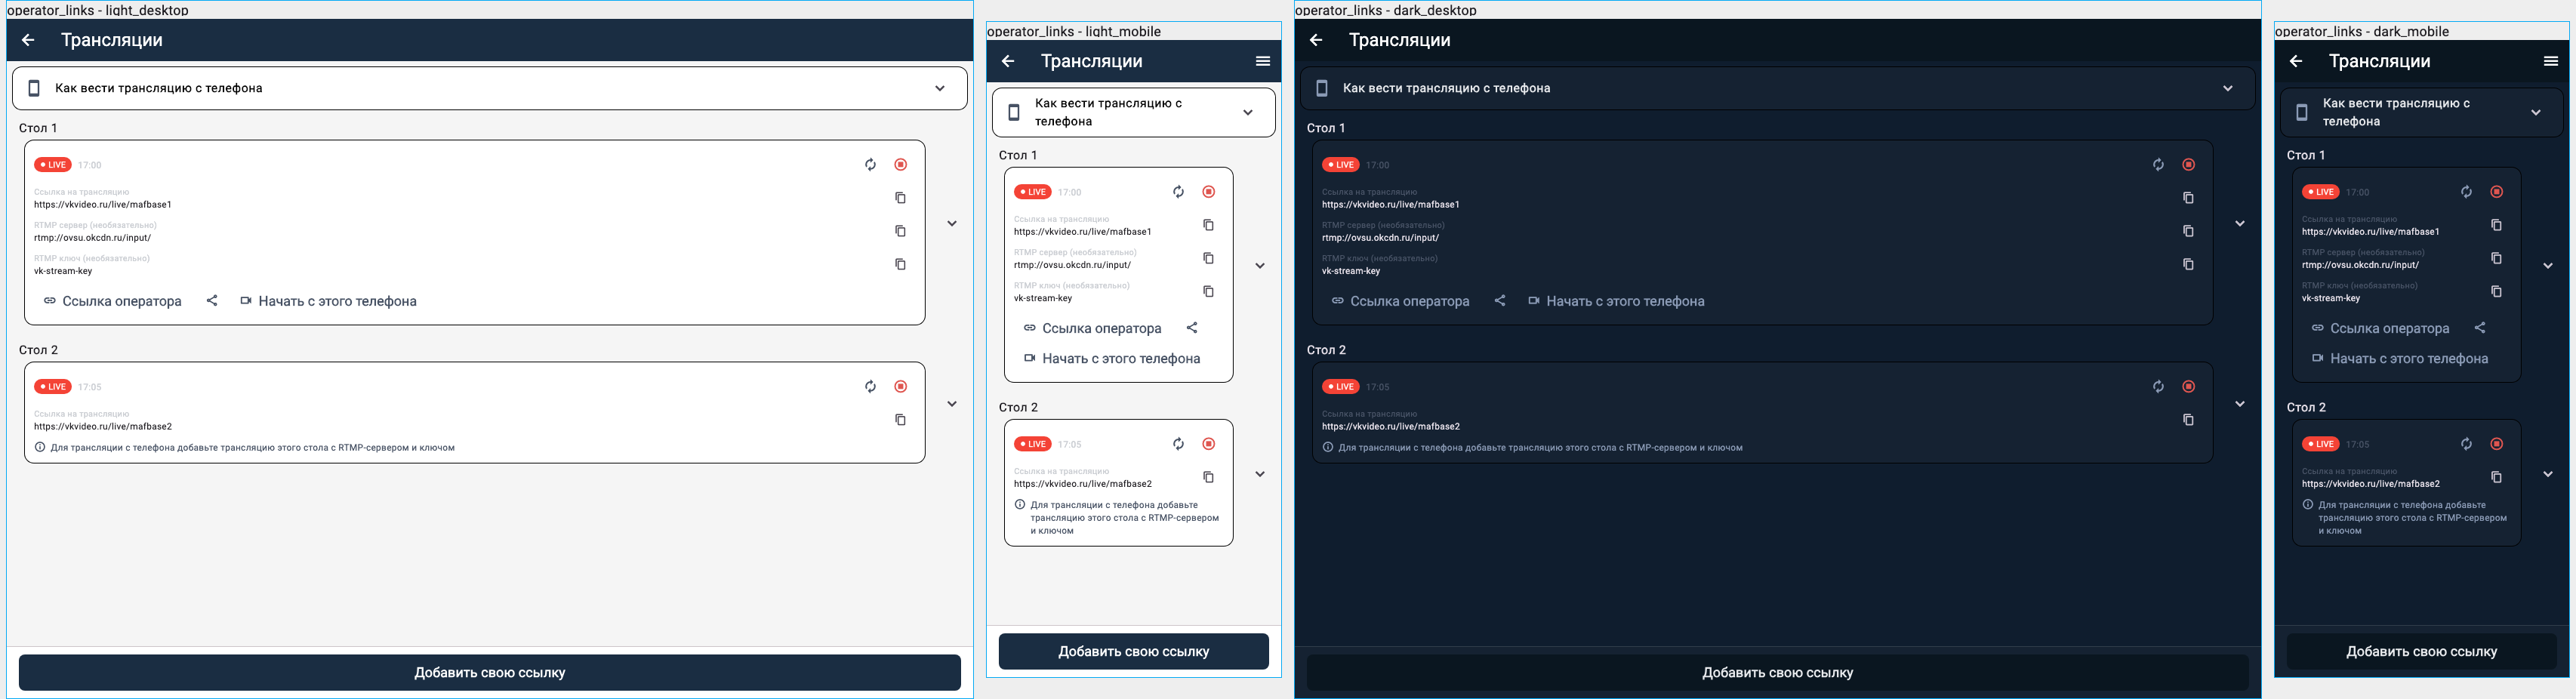 operator_links - light_desktop
Трансляции
Как вести трансляцию с телефона
Стол 1
LIVE 17:00
Ссылка на трансляцию
https://vkvideo.ru/live/mafbase1
RTMP сервер (необязательно)
rtmp://ovsu.okcdn.ru/input/
RTMP ключ (необязательно)
vk-stream-key
Ссылка оператора
Начать с этого телефона
Стол 2
LIVE 17:05
Ссылка на трансляцию
https://vkvideo.ru/live/mafbase2
Для трансляции с телефона добавьте трансляцию этого стола с RTMP-сервером и ключом
Добавить свою ссылку
operator_links - light_mobile
Трансляции
Как вести трансляцию с
телефона
Стол 1
LIVE 17:00
Ссылка на трансляцию
https://vkvideo.ru/live/mafbase1
RTMP сервер (необязательно)
rtmp://ovsu.okcdn.ru/input/
RTMP ключ (необязательно)
vk-stream-key
Ссылка оператора
Начать с этого телефона
Стол 2
LIVE 17:05
Ссылка на трансляцию
https://vkvideo.ru/live/mafbase2
Для трансляции с телефона добавьте
трансляцию этого стола с RTMP-сервером
и ключом
Добавить свою ссылку
operator_links - dark_desktop
Трансляции
Как вести трансляцию с телефона
Стол 1
LIVE 17:00
Ссылка на трансляцию
https://vkvideo.ru/live/mafbase1
RTMP сервер (необязательно)
rtmp://ovsu.okcdn.ru/input/
RTMP ключ (необязательно)
vk-stream-key
Ссылка оператора
Начать с этого телефона
Стол 2
LIVE 17:05
Ссылка на трансляцию
https://vkvideo.ru/live/mafbase2
Для трансляции с телефона добавьте трансляцию этого стола с RTMP-сервером и ключом
Добавить свою ссылку
operator_links - dark_mobile
Трансляции
Как вести трансляцию с
телефона
Стол 1
LIVE 17:00
Ссылка на трансляцию
https://vkvideo.ru/live/mafbase1
RTMP сервер (необязательно)
rtmp://ovsu.okcdn.ru/input/
RTMP ключ (необязательно)
vk-stream-key
Ссылка оператора
Начать с этого телефона
Стол 2
LIVE 17:05
Ссылка на трансляцию
https://vkvideo.ru/live/mafbase2
Для трансляции с телефона добавьте
трансляцию этого стола с RTMP-сервером
и ключом
Добавить свою ссылку